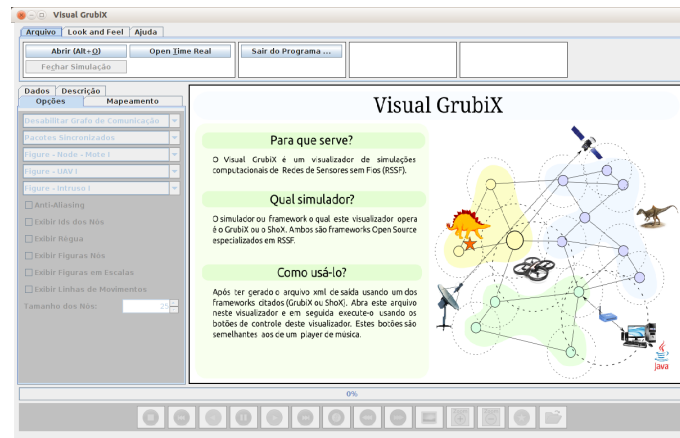 Visual GrubiX
Arquivo Look and Feel Ajuda
Abrir (Alt+O) Open Time Real Sair do Programa ...
Fechar Simulação
Dados Descrição
Opções Mapeamento
Desabilitar Grafo de Comunicação
Pacotes Sincronizados
Figure - Node - Mote I
Figure - UAV I
Figure - Intruso I
Anti-Aliasing
Exibir Ids dos Nós
Exibir Régua
Exibir Figuras Nós
Exibir Figuras em Escalas
Exibir Linhas de Movimentos
Tamanho dos Nós: 25
Visual GrubiX
Para que serve?
O Visual GrubiX é um visualizador de simulações
computacionais de Redes de Sensores sem Fios (RSSF).
Qual simulador?
O simulador ou framework o qual este visualizador opera
é o GrubiX ou o ShoX. Ambos são frameworks Open Source
especializados em RSSF.
Como usá-lo?
Após ter gerado o arquivo xml de saída usando um dos
frameworks citados (GrubiX ou ShoX). Abra este arquivo
neste visualizador e em seguida execute-o usando os
botões de controle deste visualizador. Estes botões são
semelhantes aos de um player de música.
java
0%